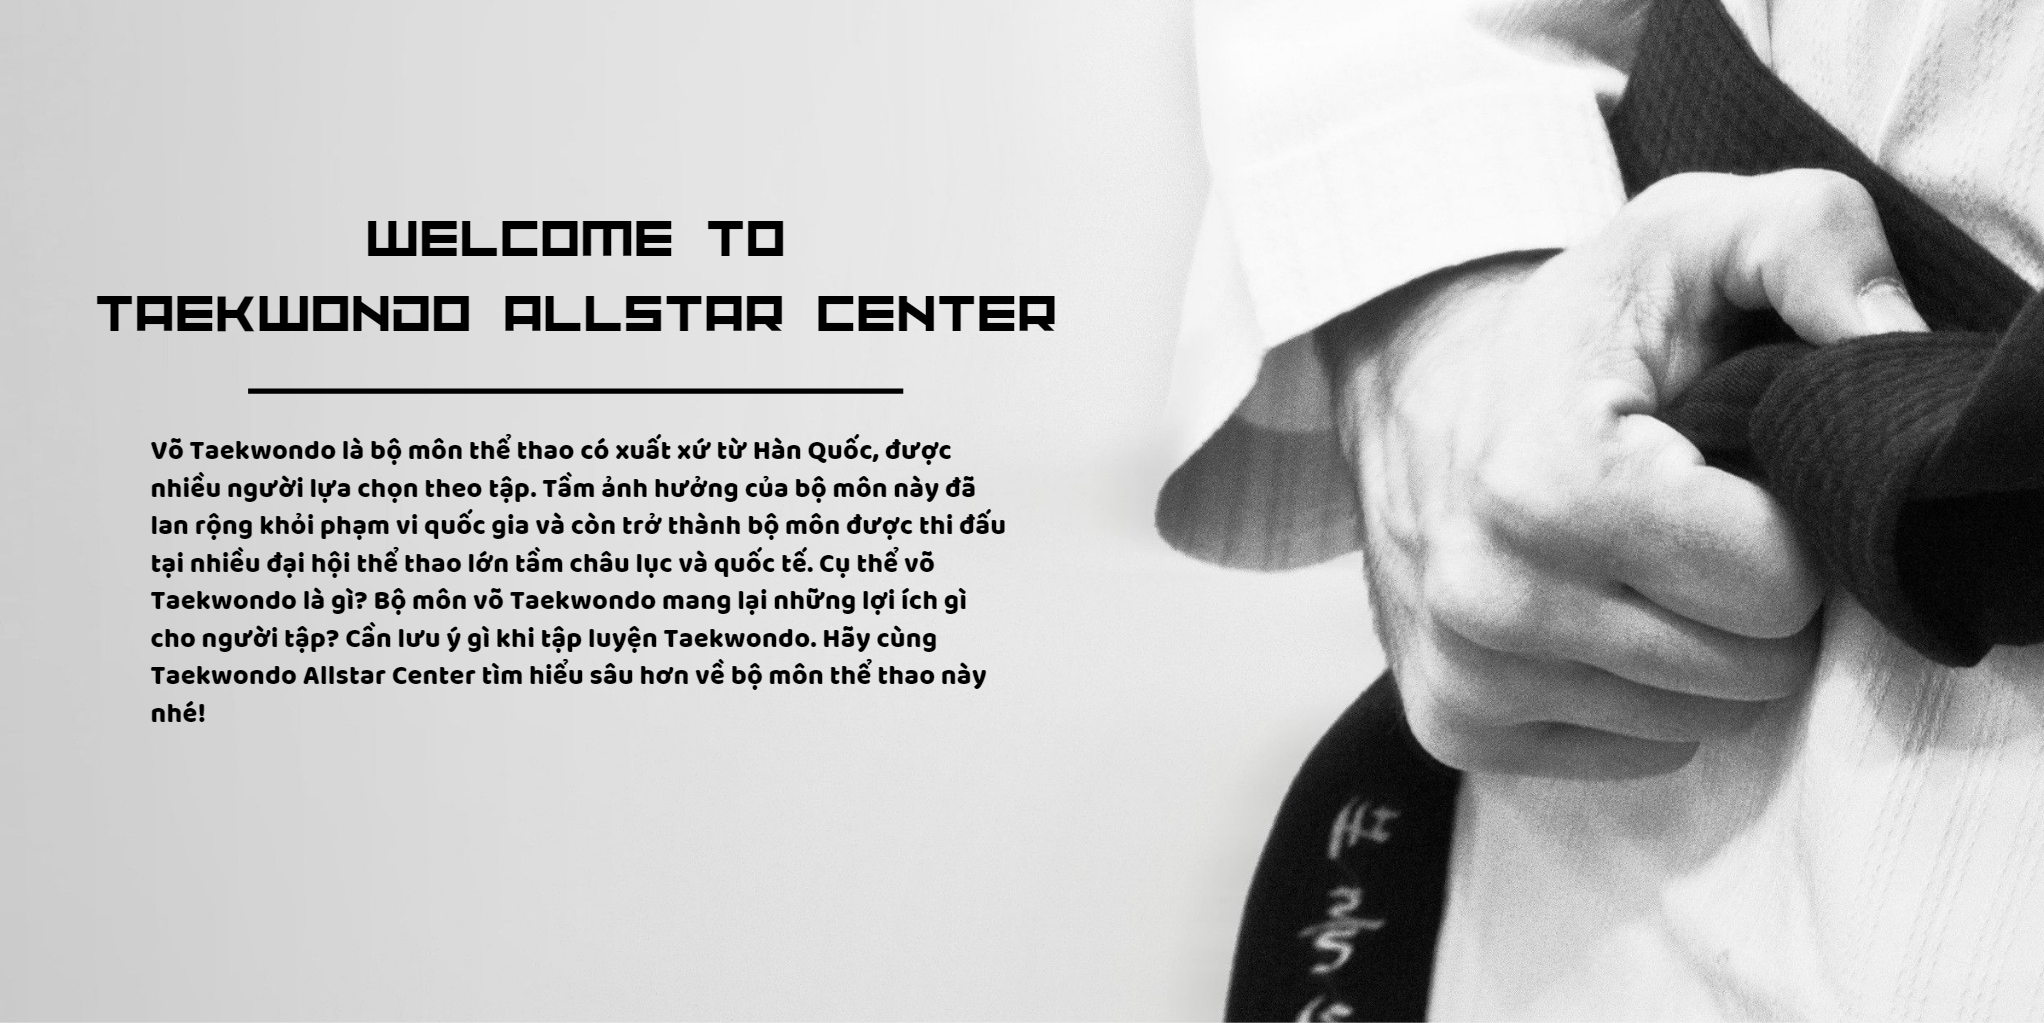 WELCOME TO
TAEKWONDO ALLSTAR CENTER
Võ Taekwondo là bộ môn thể thao có xuất xứ từ Hàn Quốc, được
nhiều người lựa chọn theo tập. Tầm ảnh hưởng của bộ môn này đã
lan rộng khỏi phạm vi quốc gia và còn trở thành bộ môn được thi đấu
tại nhiều đại hội thể thao lớn tầm châu lục và quốc tế. Cụ thể võ
Taekwondo là gì? Bộ môn võ Taekwondo mang lại những lợi ích gì
cho người tập? Cần lưu ý gì khi tập luyện Taekwondo. Hãy cùng
Taekwondo Allstar Center tìm hiểu sâu hơn về bộ môn thể thao này
nhé!